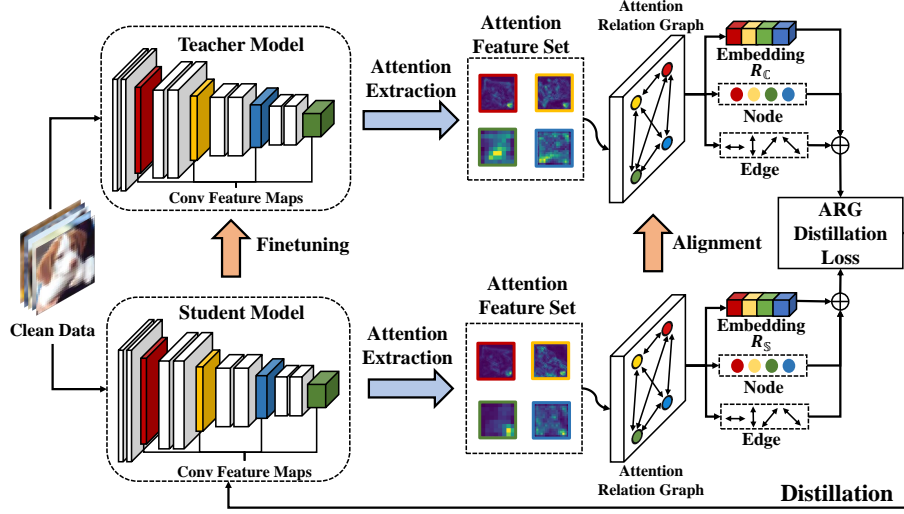 Teacher Model
Attention
Extraction
Attention
Feature Set
Attention
Relation Graph
Embedding
R_ℂ
Node
Edge
Conv Feature Maps
Clean Data
Finetuning
Alignment
ARG
Distillation
Loss
Student Model
Attention
Extraction
Attention
Feature Set
Embedding
R_𝕊
Node
Edge
Conv Feature Maps
Attention
Relation Graph
Distillation